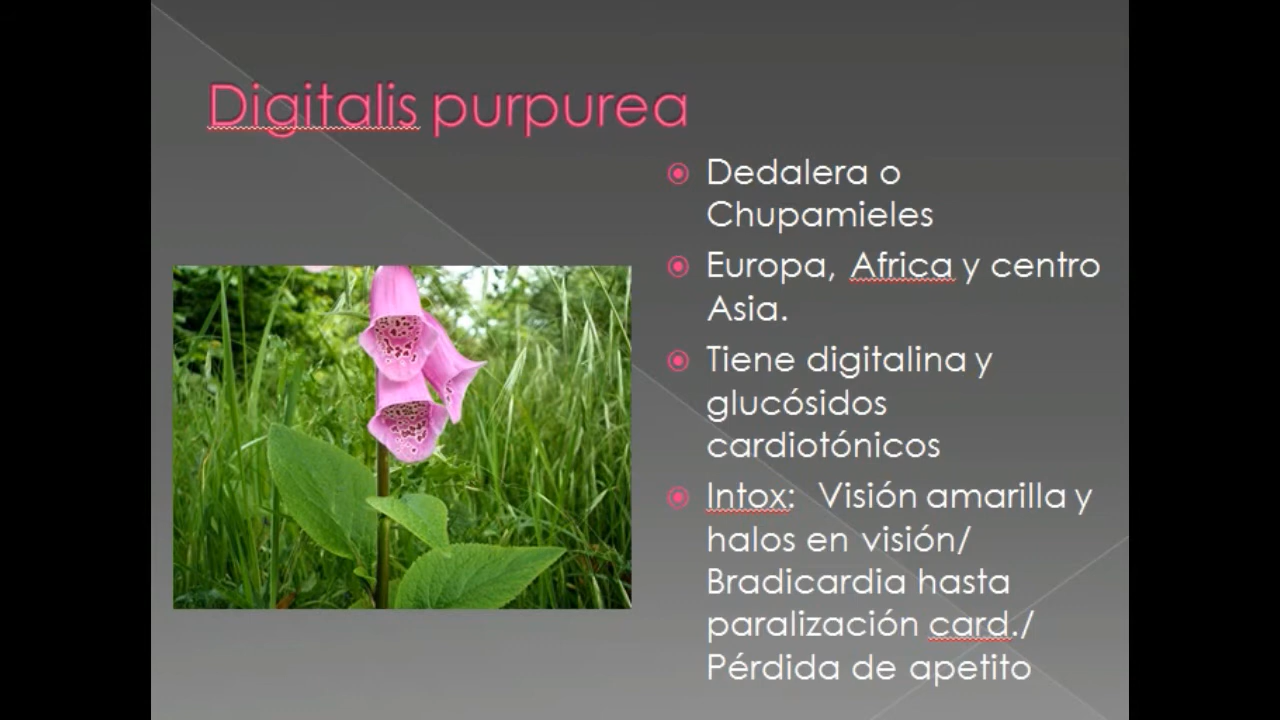 Digitalis purpurea
Dedalera o
Chupamieles
Europa, Africa y centro
Asia.
Tiene digitalina y
glucósidos
cardiotónicos
Intox: Visión amarilla y
halos en visión/
Bradicardia hasta
paralización card./
Pérdida de apetito